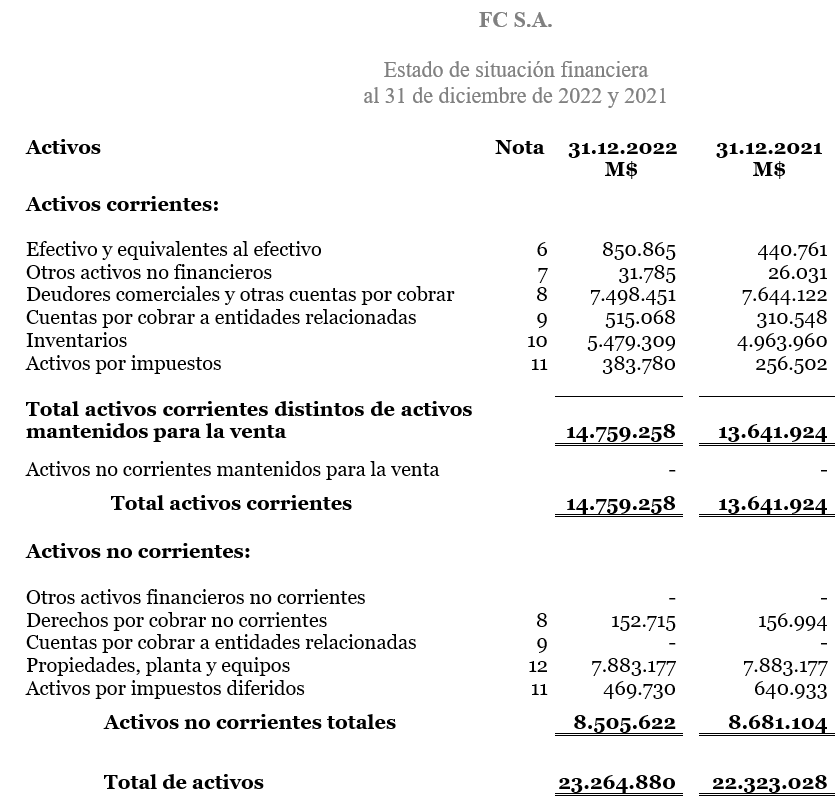 FC S.A.
Estado de situación financiera
al 31 de diciembre de 2022 y 2021
Activos Nota 31.12.2022 31.12.2021
M$ M$
Activos corrientes:
Efectivo y equivalentes al efectivo 6 850.865 440.761
Otros activos no financieros 7 31.785 26.031
Deudores comerciales y otras cuentas por cobrar 8 7.498.451 7.644.122
Cuentas por cobrar a entidades relacionadas 9 515.068 310.548
Inventarios 10 5.479.309 4.963.960
Activos por impuestos 11 383.780 256.502
Total activos corrientes distintos de activos
mantenidos para la venta 14.759.258 13.641.924
Activos no corrientes mantenidos para la venta - -
Total activos corrientes 14.759.258 13.641.924
Activos no corrientes:
Otros activos financieros no corrientes - -
Derechos por cobrar no corrientes 8 152.715 156.994
Cuentas por cobrar a entidades relacionadas 9 - -
Propiedades, planta y equipos 12 7.883.177 7.883.177
Activos por impuestos diferidos 11 469.730 640.933
Activos no corrientes totales 8.505.622 8.681.104
Total de activos 23.264.880 22.323.028